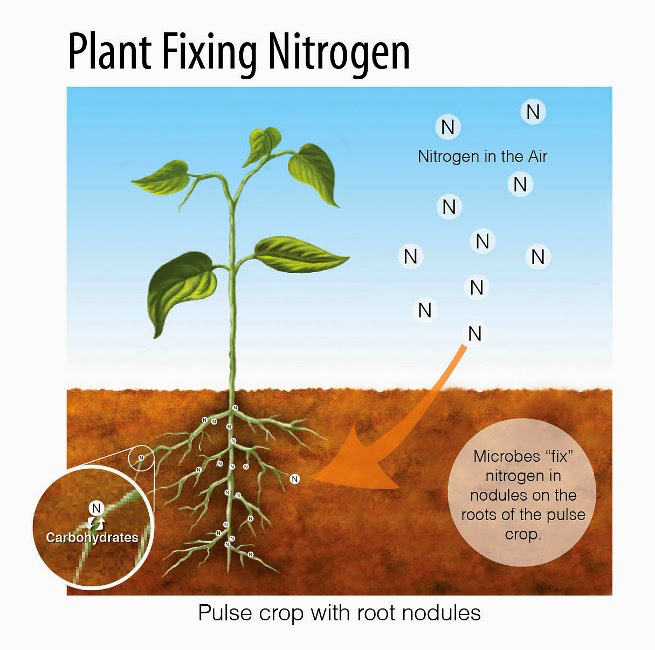 Plant Fixing Nitrogen
N
N
Nitrogen in the Air
N
N
N
N
N
N
N
N
N
Microbes “fix”
nitrogen in
nodules on the
roots of the pulse
crop.
N
Carbohydrates
Pulse crop with root nodules